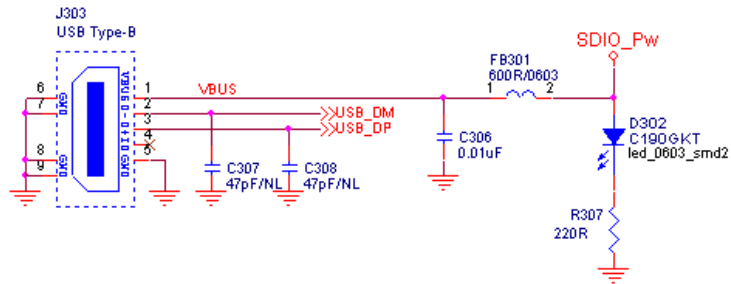 J303
USB Type-B
SDIO_Pw
FB301
600R/0603
6
7
8
9
GND
GND
VBUS
D-
D+
ID
GND
1
2
3
4
5
VBUS
1
2
USB_DM
USB_DP
C306
0.01uF
C307
47pF/NL
C308
47pF/NL
D302
C190GKT
led_0603_smd2
R307
220R